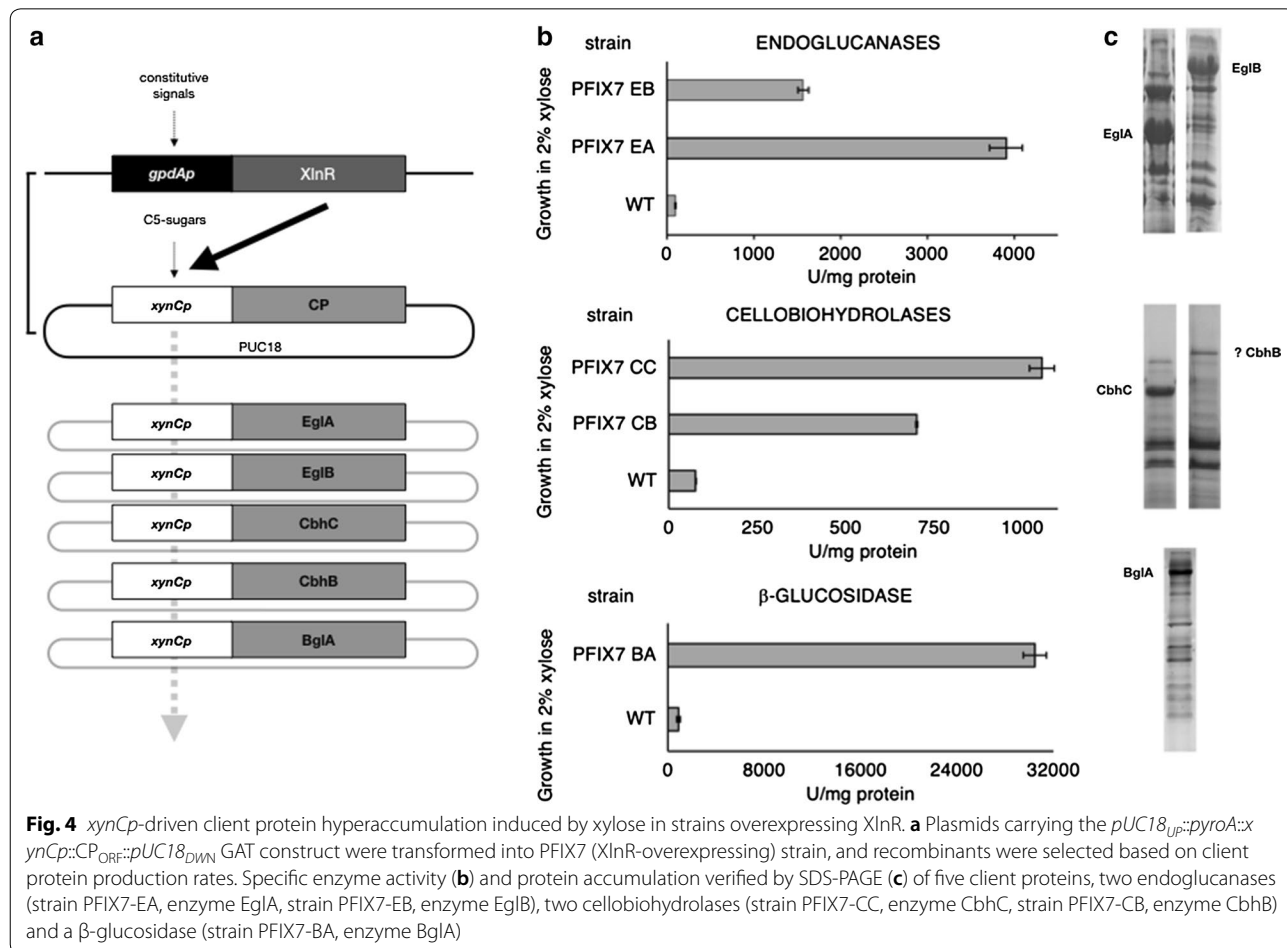 a
constitutive
signals
gpdAp
XlnR
C5-sugars
xynCp
CP
PUC18
xynCp
EglA
xynCp
EglB
xynCp
CbhC
xynCp
CbhB
xynCp
BglA
b
strain
ENDOGLUCANASES
Growth in 2% xylose
PFIX7 EB
PFIX7 EA
WT
0 1000 2000 3000 4000
U/mg protein
strain
CELLOBIOHYDROLASES
Growth in 2% xylose
PFIX7 CC
PFIX7 CB
WT
0 250 500 750 1000
U/mg protein
strain
β-GLUCOSIDASE
Growth in 2% xylose
PFIX7 BA
WT
0 8000 16000 24000 32000
U/mg protein
c
EglB
EglA
? CbhB
CbhC
BglA
Fig. 4 xynCp-driven client protein hyperaccumulation induced by xylose in strains overexpressing XlnR. a Plasmids carrying the pUC18UP::pyroA::x
ynCp::CPORF::pUC18DWN GAT construct were transformed into PFIX7 (XlnR-overexpressing) strain, and recombinants were selected based on client
protein production rates. Specific enzyme activity (b) and protein accumulation verified by SDS-PAGE (c) of five client proteins, two endoglucanases
(strain PFIX7-EA, enzyme EglA, strain PFIX7-EB, enzyme EglB), two cellobiohydrolases (strain PFIX7-CC, enzyme CbhC, strain PFIX7-CB, enzyme CbhB)
and a β-glucosidase (strain PFIX7-BA, enzyme BglA)